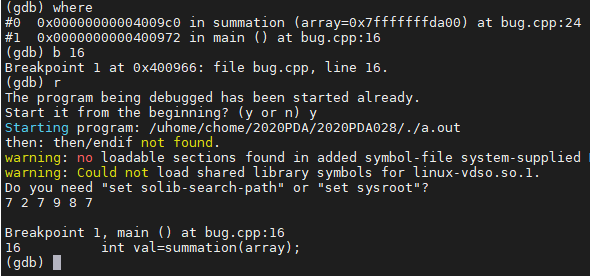 (gdb) where
#0  0x00000000004009c0 in summation (array=0x7fffffffda00) at bug.cpp:24
#1  0x0000000000400972 in main () at bug.cpp:16
(gdb) b 16
Breakpoint 1 at 0x400966: file bug.cpp, line 16.
(gdb) r
The program being debugged has been started already.
Start it from the beginning? (y or n) y
Starting program: /uhome/chome/2020PDA/2020PDA028/./a.out
then: then/endif not found.
warning: no loadable sections found in added symbol-file system-supplied
warning: Could not load shared library symbols for linux-vdso.so.1.
Do you need "set solib-search-path" or "set sysroot"?
7 2 7 9 8 7
Breakpoint 1, main () at bug.cpp:16
16          int val=summation(array);
(gdb)